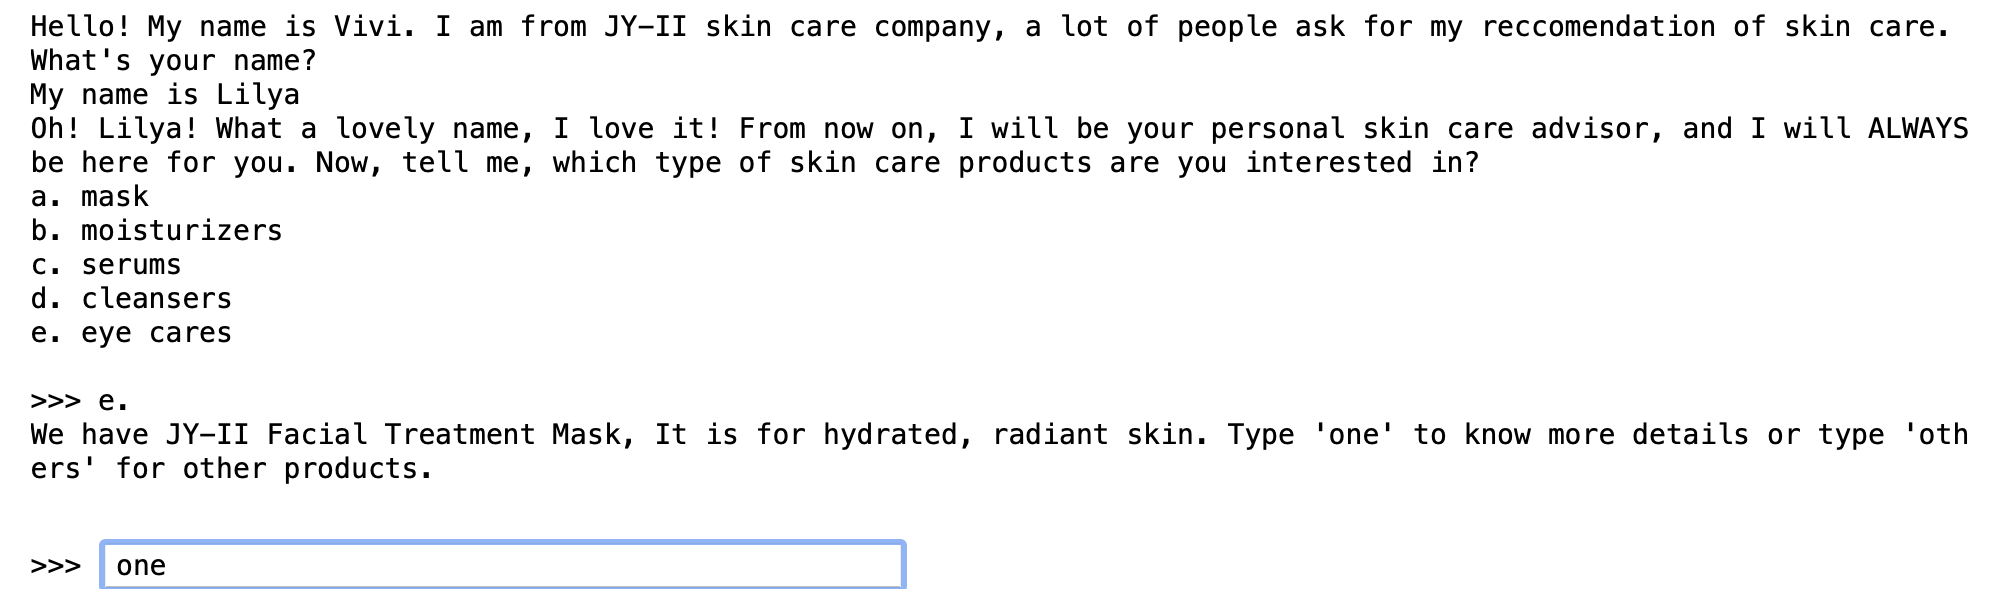 Hello! My name is Vivi. I am from JY-II skin care company, a lot of people ask for my reccomendation of skin care.
What's your name?
My name is Lilya
Oh! Lilya! What a lovely name, I love it! From now on, I will be your personal skin care advisor, and I will ALWAYS
be here for you. Now, tell me, which type of skin care products are you interested in?
a. mask
b. moisturizers
c. serums
d. cleansers
e. eye cares
>>> e.
We have JY-II Facial Treatment Mask, It is for hydrated, radiant skin. Type 'one' to know more details or type 'oth
ers' for other products.
>>> one